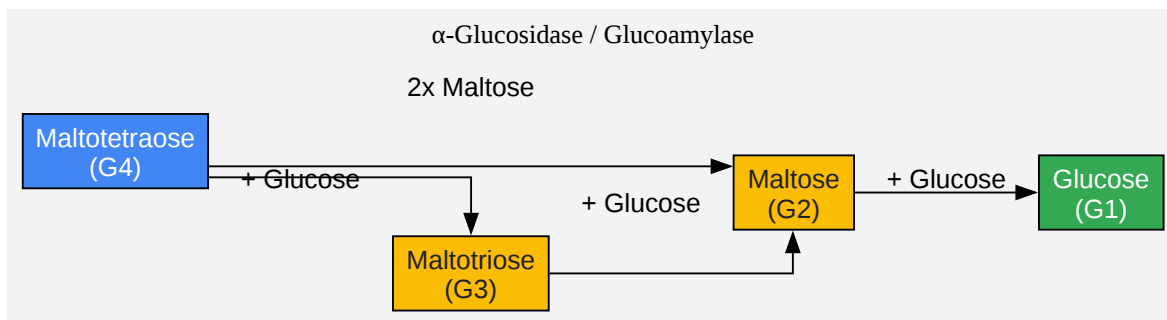 α-Glucosidase / Glucoamylase
2x Maltose
Maltotetraose
(G4)
+ Glucose
+ Glucose
Maltotriose
(G3)
Maltose
(G2)
+ Glucose
Glucose
(G1)